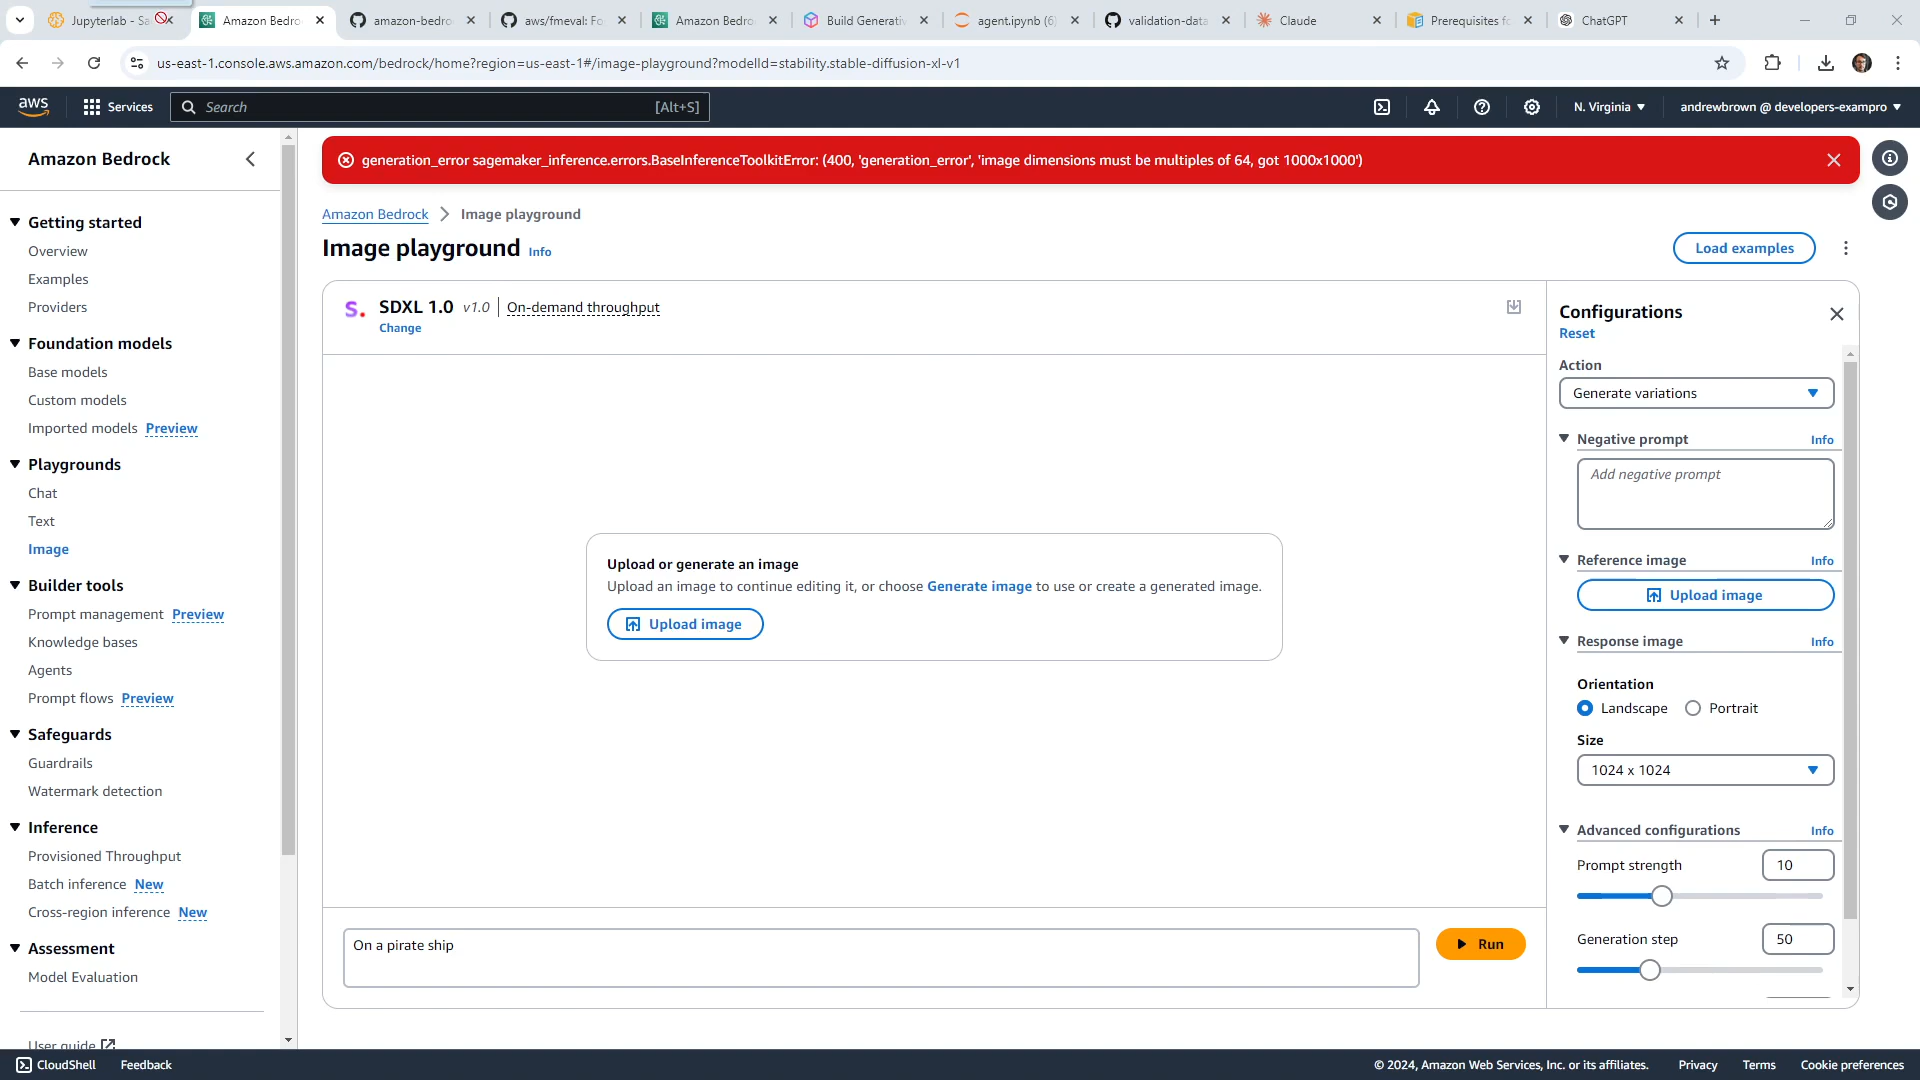 Jupyterlab - Sa
Amazon Bedro
amazon-bedro
aws/fmeval: Fo
Amazon Bedro
Build Generativ
agent.ipynb (6)
validation-data
Claude
Prerequisites fo
ChatGPT
us-east-1.console.aws.amazon.com/bedrock/home?region=us-east-1#/image-playground?modelId=stability.stable-diffusion-xl-v1
aws
Services
Search
[Alt+S]
N. Virginia
andrewbrown @ developers-exampro
Amazon Bedrock
Getting started
Overview
Examples
Providers
Foundation models
Base models
Custom models
Imported models Preview
Playgrounds
Chat
Text
Image
Builder tools
Prompt management Preview
Knowledge bases
Agents
Prompt flows Preview
Safeguards
Guardrails
Watermark detection
Inference
Provisioned Throughput
Batch inference New
Cross-region inference New
Assessment
Model Evaluation
User guide
generation_error sagemaker_inference.errors.BaseInferenceToolkitError: (400, 'generation_error', 'image dimensions must be multiples of 64, got 1000x1000')
Amazon Bedrock
Image playground
Image playground Info
Load examples
S.
SDXL 1.0 v1.0 | On-demand throughput
Change
Upload or generate an image
Upload an image to continue editing it, or choose Generate image to use or create a generated image.
Upload image
On a pirate ship
Run
Configurations
Reset
Action
Generate variations
Negative prompt Info
Add negative prompt
Reference image Info
Upload image
Response image Info
Orientation
Landscape Portrait
Size
1024 x 1024
Advanced configurations Info
Prompt strength 10
Generation step 50
CloudShell
Feedback
© 2024, Amazon Web Services, Inc. or its affiliates.
Privacy
Terms
Cookie preferences